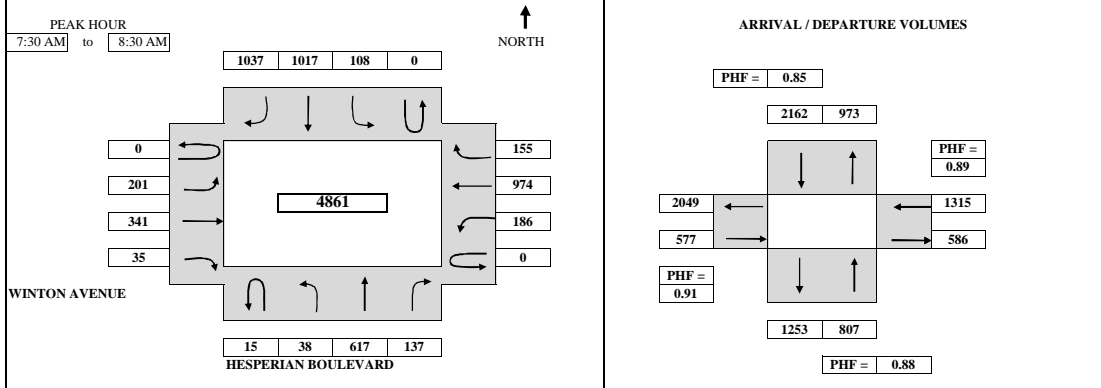 PEAK HOUR
7:30 AM to 8:30 AM
NORTH
1037 1017 108 0
0
201
341
35
155
974
186
0
4861
WINTON AVENUE
15 38 617 137
HESPERIAN BOULEVARD
ARRIVAL / DEPARTURE VOLUMES
PHF = 0.85
2162 973
PHF =
0.89
2049
577
1315
586
PHF =
0.91
1253 807
PHF = 0.88